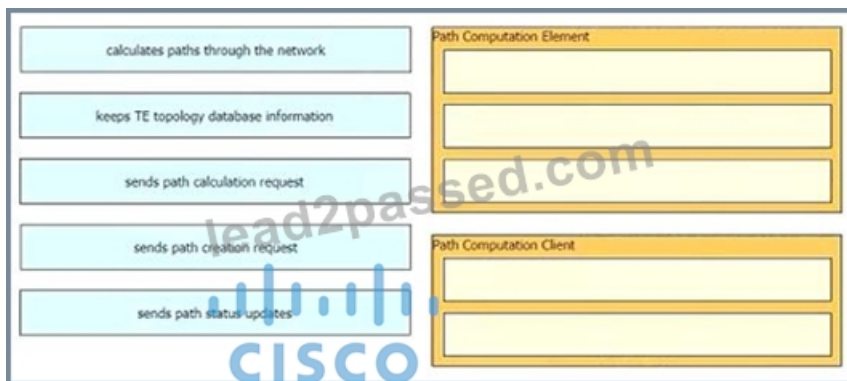 calculates paths through the network
keeps TE topology database information
sends path calculation request
sends path creation request
sends path status updates
Path Computation Element
Path Computation Client
lead2passed.com
CISCO